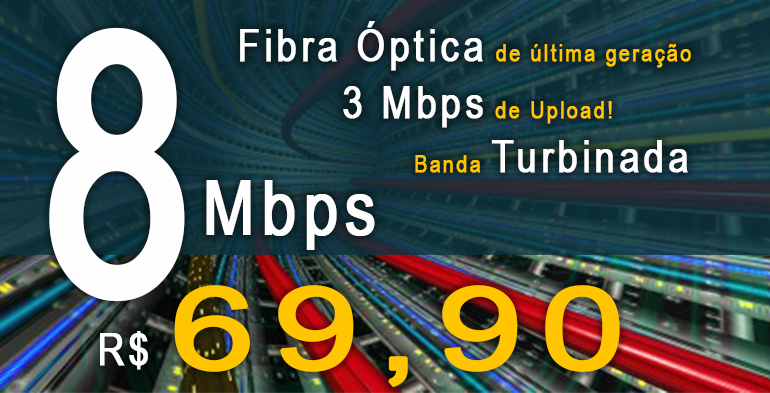 Fibra Óptica de última geração
3 Mbps de Upload!
Banda Turbinada
8 Mbps
R$ 69,90